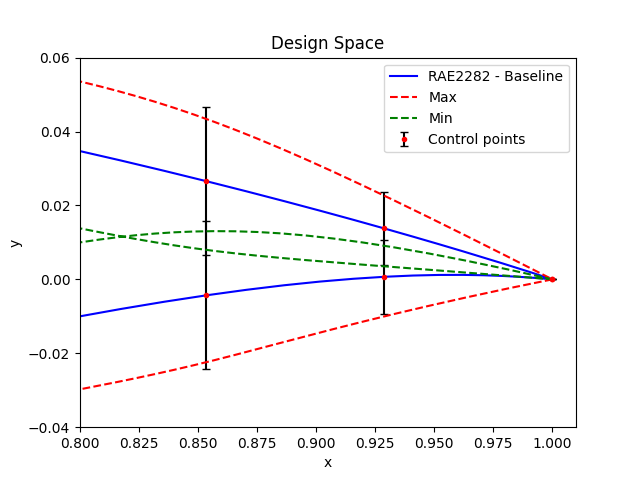 Design Space
RAE2282 - Baseline
Max
Min
Control points
0.06
0.04
0.02
0.00
−0.02
−0.04
y
0.800 0.825 0.850 0.875 0.900 0.925 0.950 0.975 1.000
x